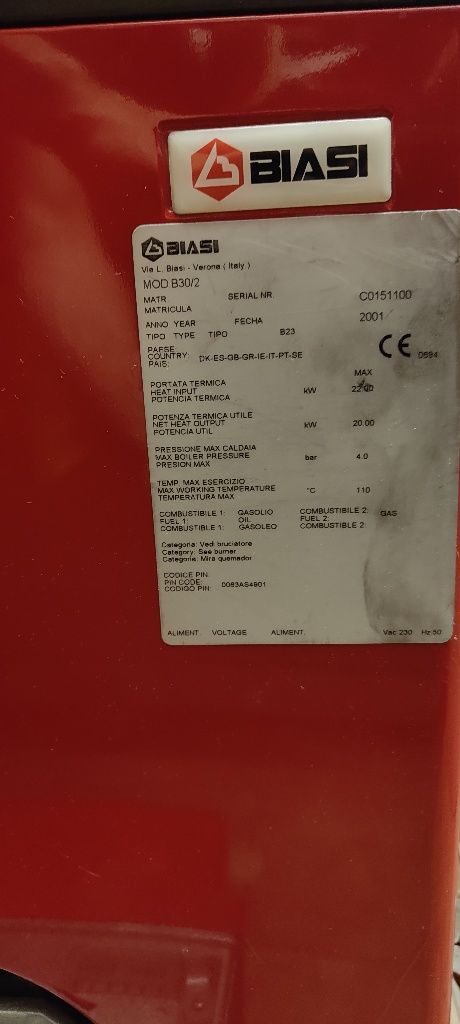 BIASI
BIASI
Via L. Biasi - Verona ( Italy )
MOD B30/2
MATR SERIAL NR. C0151100
MATRICULA
ANNO YEAR FECHA 2001
TIPO TYPE TIPO B23
PAESE:
COUNTRY: DK-ES-GB-GR-IE-IT-PT-SE CE 0694
PAIS:
MAX
PORTATA TERMICA
HEAT INPUT kW 22.00
POTENCIA TERMICA
POTENZA TERMICA UTILE
NET HEAT OUTPUT kW 20.00
POTENCIA UTIL
PRESSIONE MAX CALDAIA
MAX BOILER PRESSURE bar 4.0
PRESION MAX
TEMP. MAX ESERCIZIO
MAX WORKING TEMPERATURE °C 110
TEMPERATURA MAX
COMBUSTIBILE 1: GASOLIO COMBUSTIBILE 2: GAS
FUEL 1: OIL FUEL 2:
COMBUSTIBLE 1: GASOLEO COMBUSTIBLE 2
Categoria: Vedi bruciatore
Category: See burner
Categoria: Mira quemador
CODICE PIN:
PIN CODE: 0063AS4901
CODIGO PIN:
ALIMENT. VOLTAGE ALIMENT. Vac 230 Hz 50